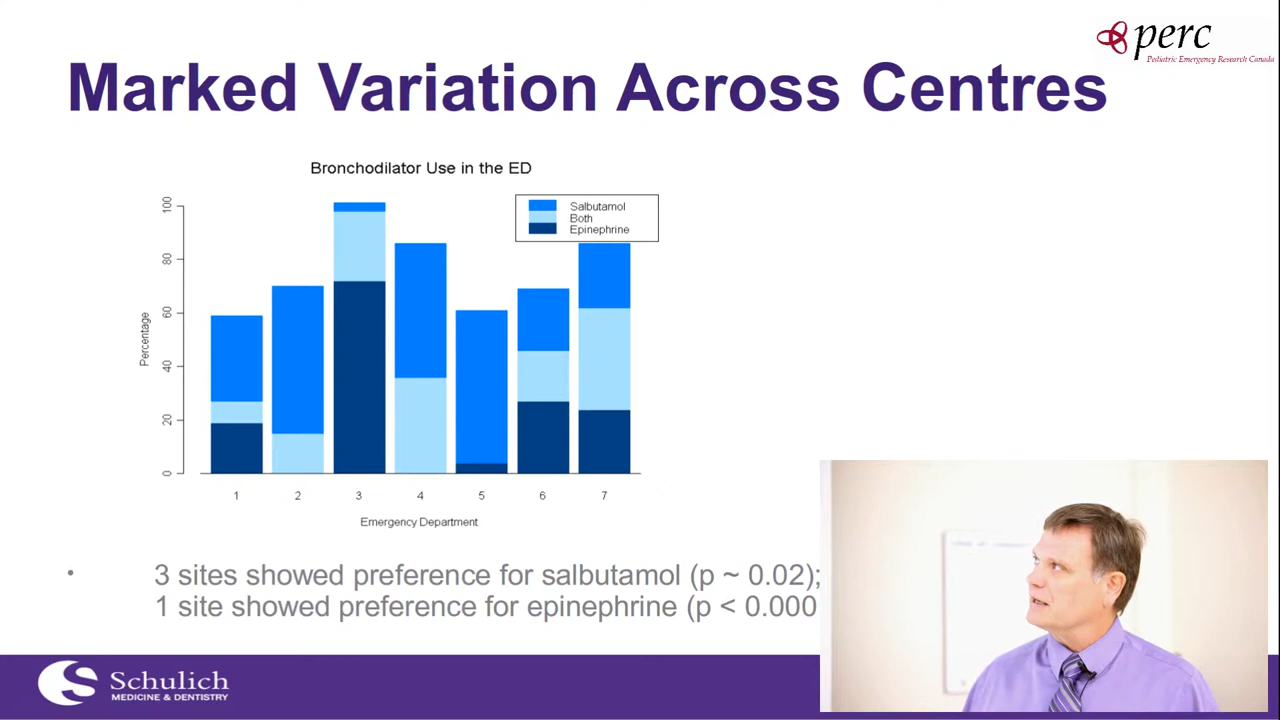 perc
Pediatric Emergency Research Canada
Marked Variation Across Centres
Bronchodilator Use in the ED
Salbutamol
Both
Epinephrine
Percentage
100
80
60
40
20
0
1 2 3 4 5 6 7
Emergency Department
• 3 sites showed preference for salbutamol (p ~ 0.02);
1 site showed preference for epinephrine (p < 0.000
Schulich
MEDICINE & DENTISTRY